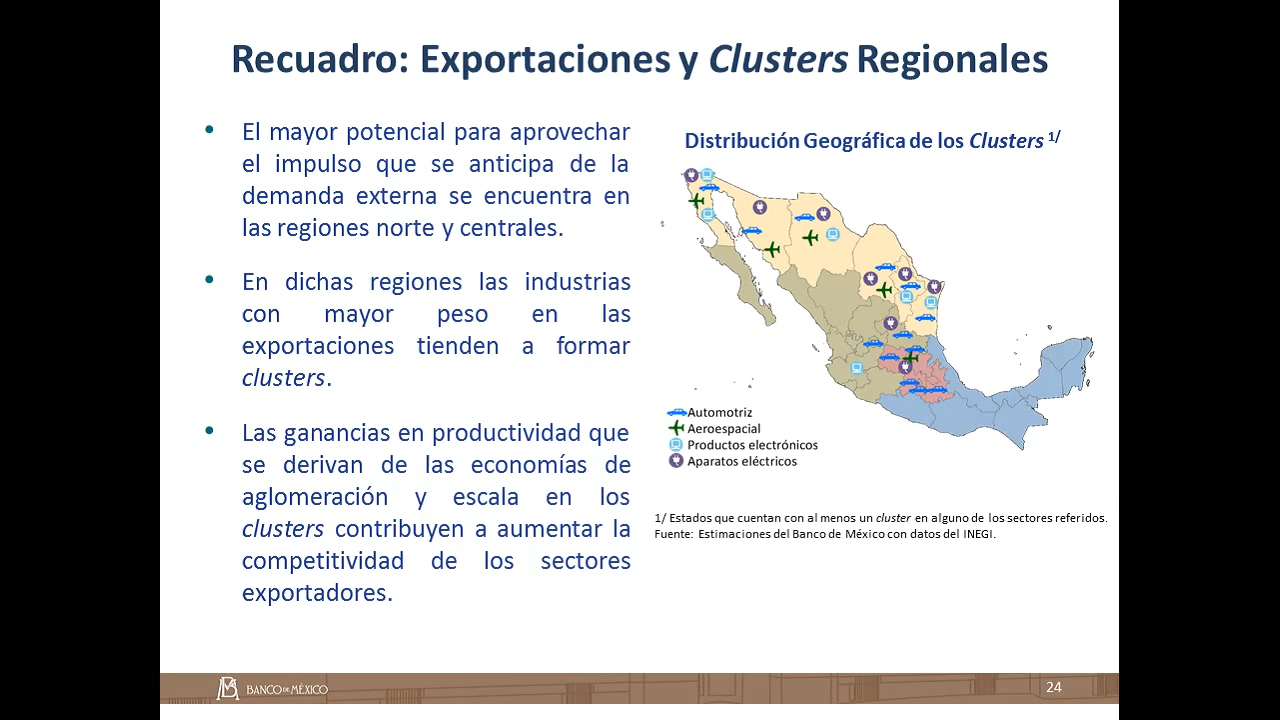 Recuadro: Exportaciones y Clusters Regionales
• El mayor potencial para aprovechar
el impulso que se anticipa de la
demanda externa se encuentra en
las regiones norte y centrales.
• En dichas regiones las industrias
con mayor peso en las
exportaciones tienden a formar
clusters.
• Las ganancias en productividad que
se derivan de las economías de
aglomeración y escala en los
clusters contribuyen a aumentar la
competitividad de los sectores
exportadores.
Distribución Geográfica de los Clusters 1/
Automotriz
Aeroespacial
Productos electrónicos
Aparatos eléctricos
1/ Estados que cuentan con al menos un cluster en alguno de los sectores referidos.
Fuente: Estimaciones del Banco de México con datos del INEGI.
BANCO DE MÉXICO
24